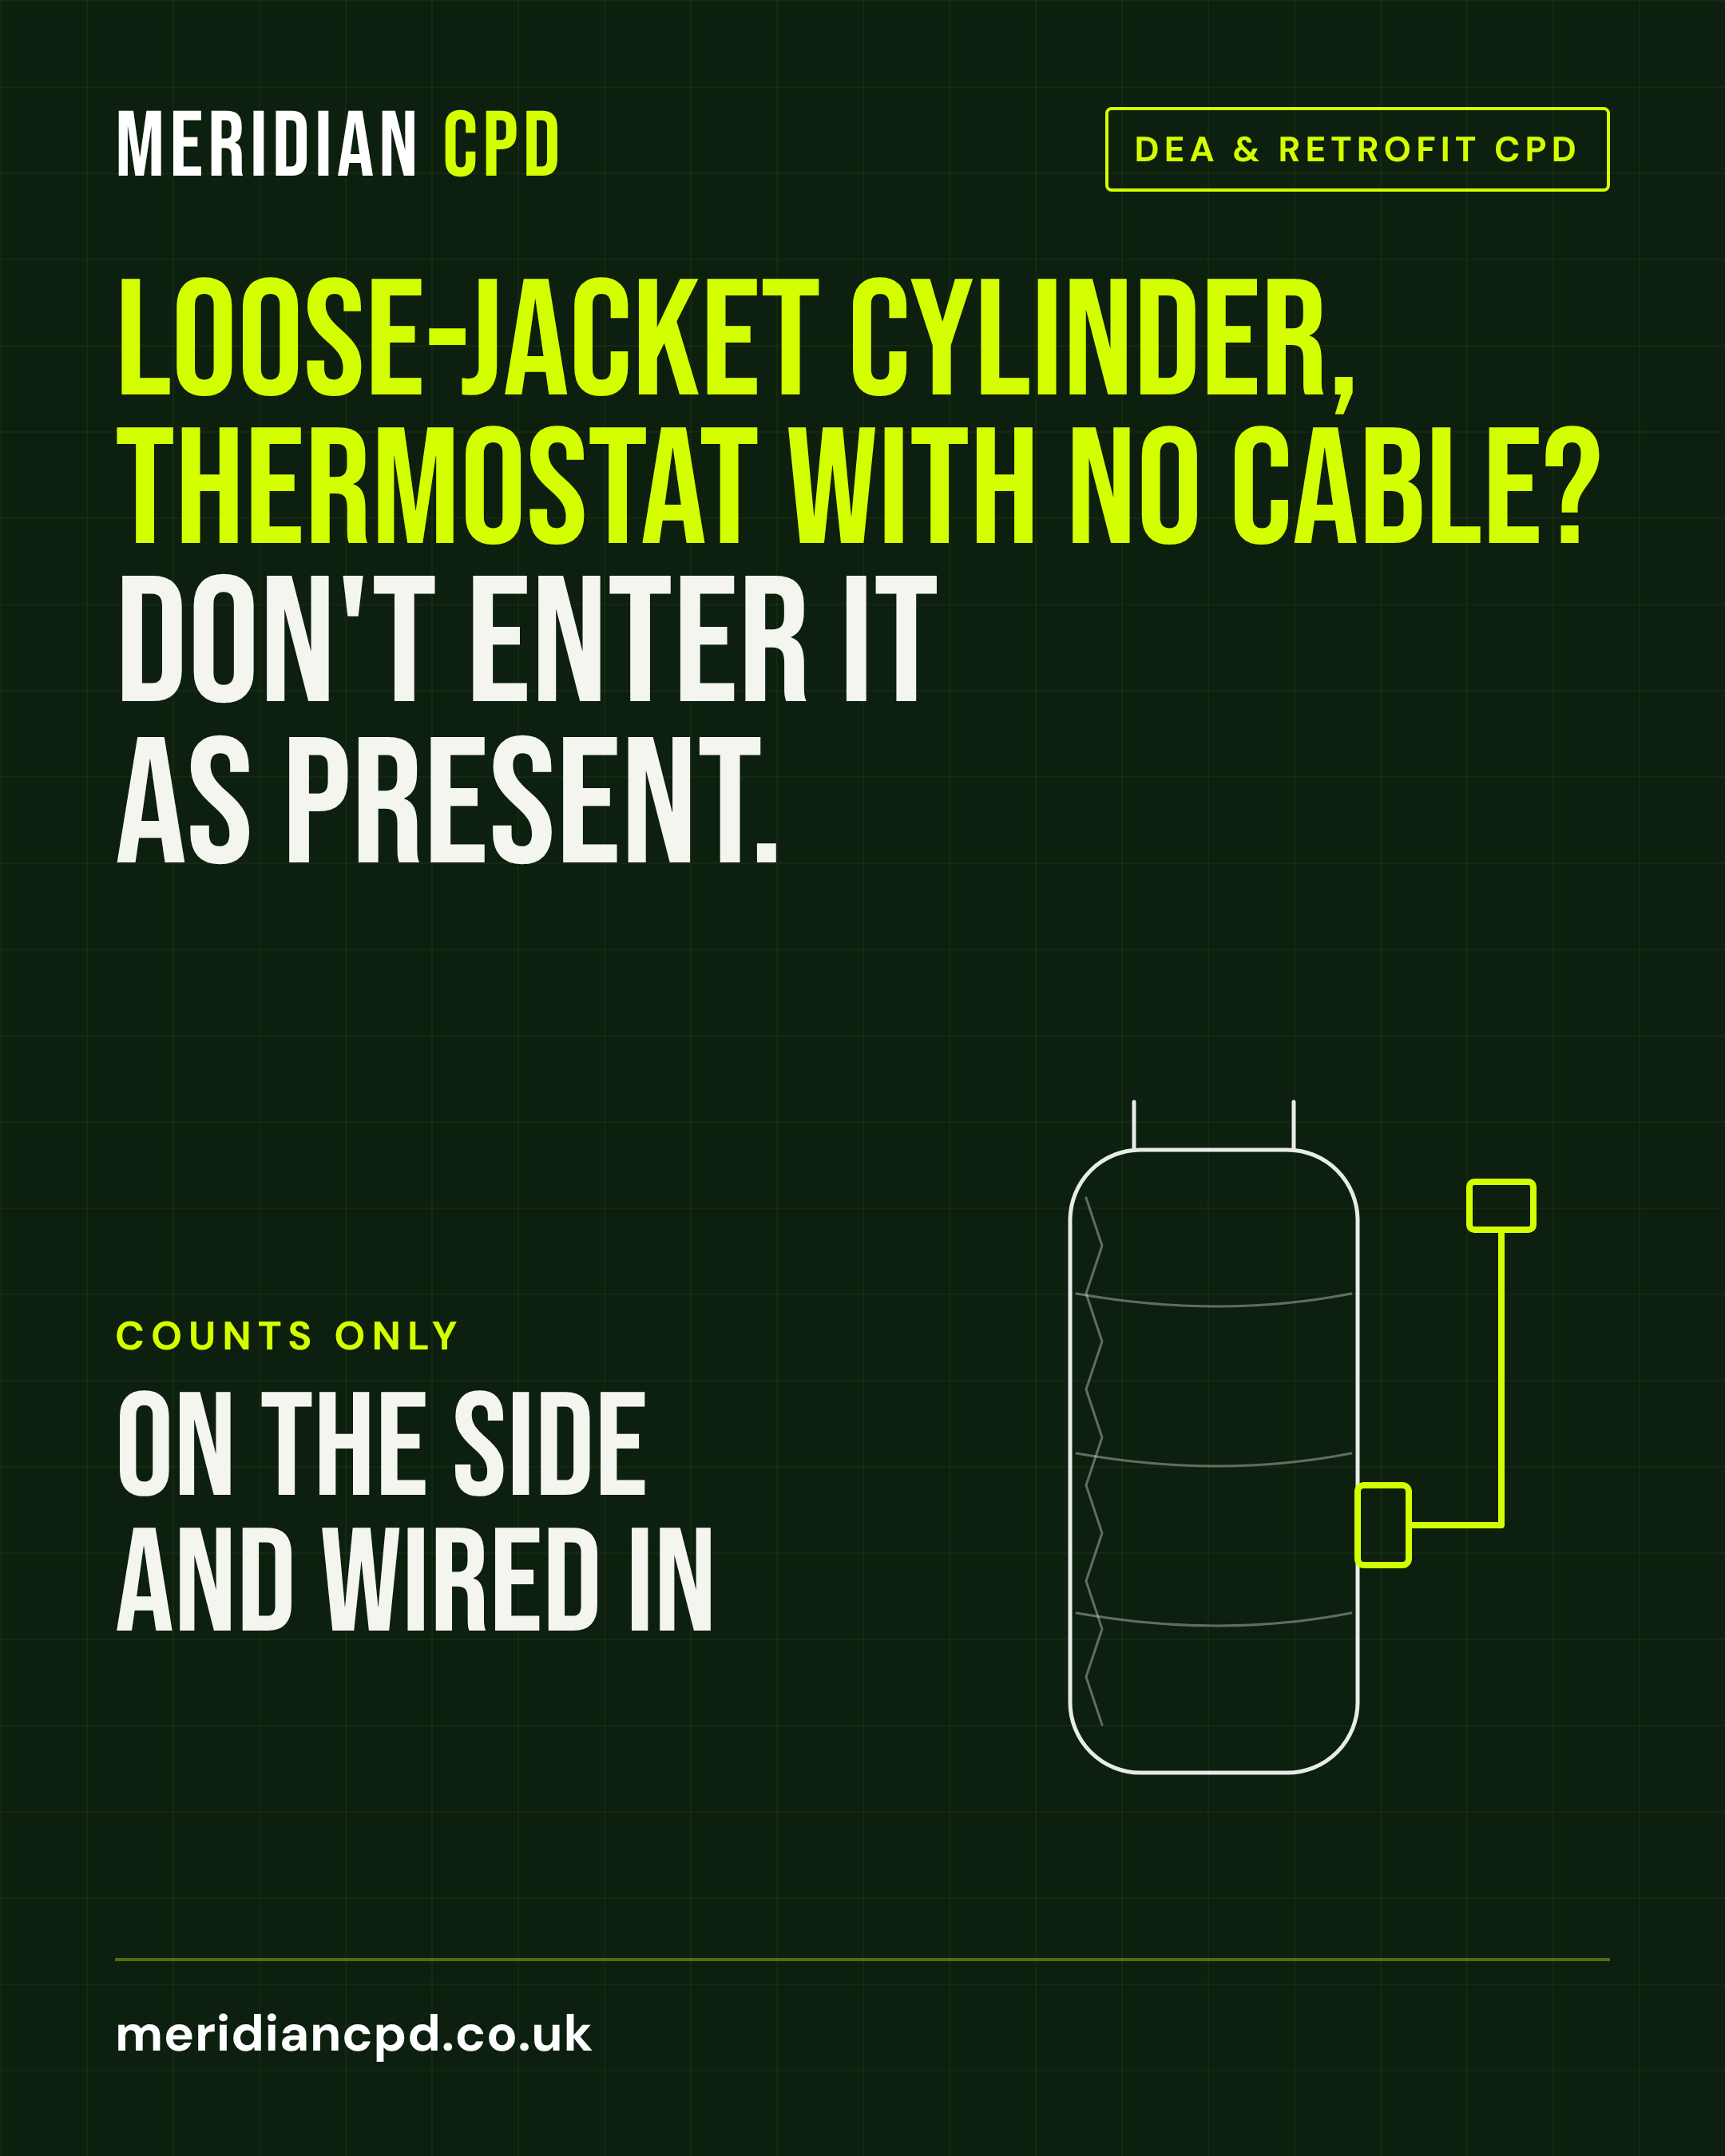 MERIDIAN CPD
DEA & RETROFIT CPD
LOOSE-JACKET CYLINDER,
THERMOSTAT WITH NO CABLE?
DON'T ENTER IT
AS PRESENT.
COUNTS ONLY
ON THE SIDE
AND WIRED IN
meridiancpd.co.uk